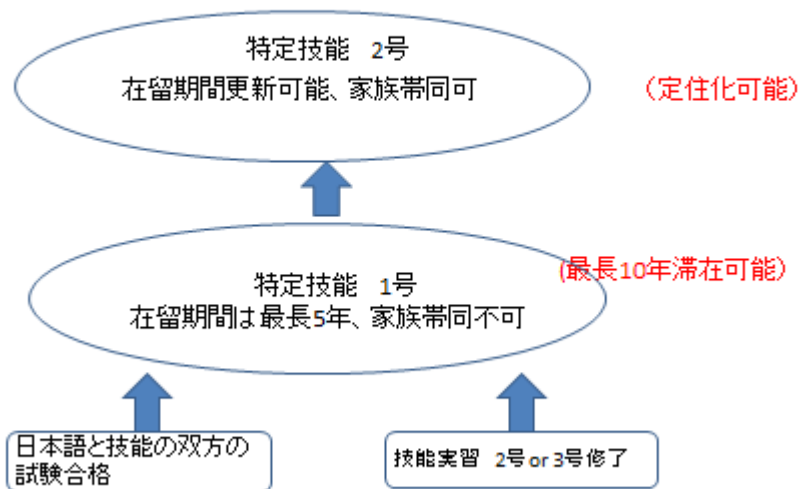 特定技能 2号
在留期間更新可能、家族帯同可
（定住化可能）
特定技能 1号
(最長10年滞在可能）
在留期間は最長5年、家族帯同不可
日本語と技能の双方の
試験合格
技能実習 2号or 3号修了